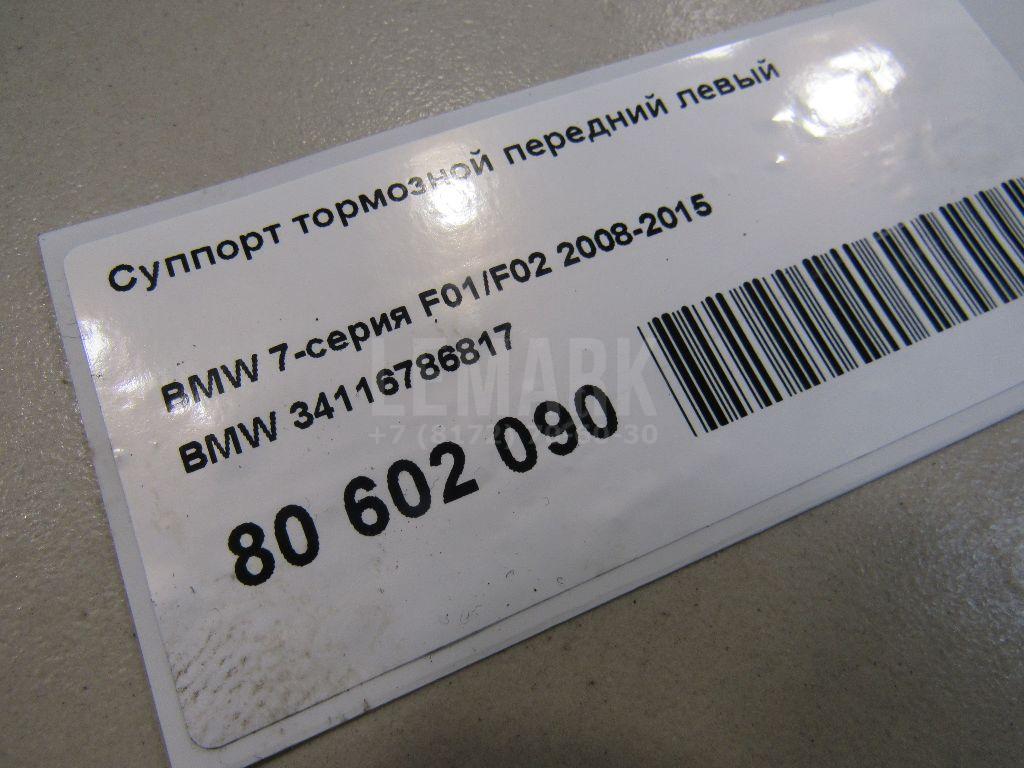 Суппорт тормозной передний левый
BMW 7-серия F01/F02 2008-2015
BMW 34116786817
80 602 090
LEMARK